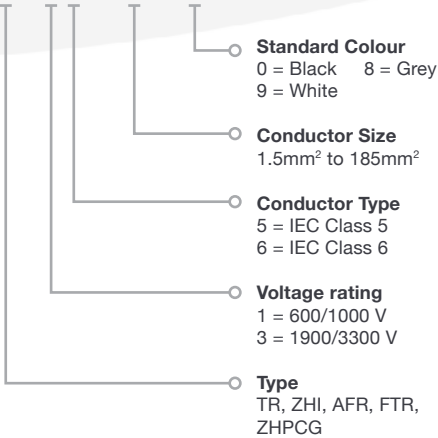 Standard Colour
0 = Black 8 = Grey
9 = White
Conductor Size
1.5mm² to 185mm²
Conductor Type
5 = IEC Class 5
6 = IEC Class 6
Voltage rating
1 = 600/1000 V
3 = 1900/3300 V
Type
TR, ZHI, AFR, FTR,
ZHPCG